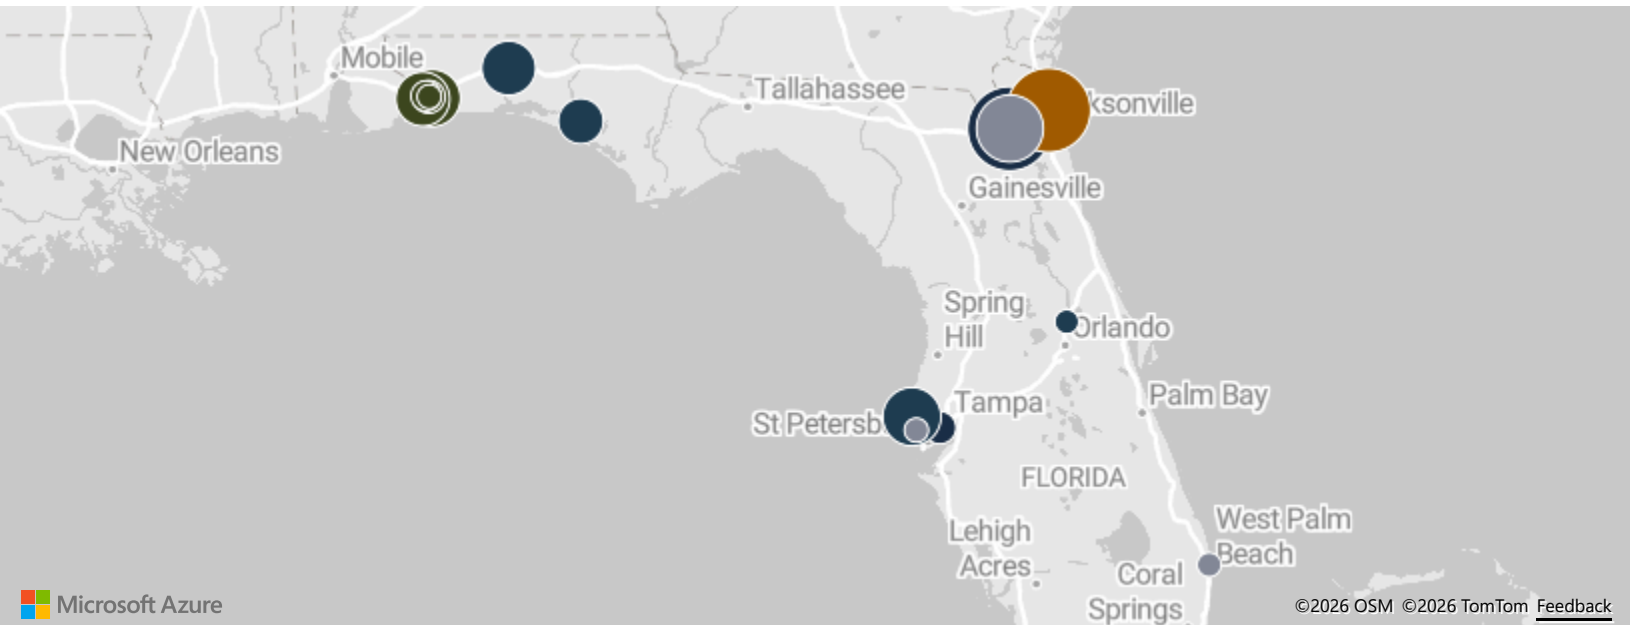 Mobile
Tallahassee
ksonville
New Orleans
Gainesville
Spring
Hill
Orlando
Palm Bay
Tampa
St Petersb
FLORIDA
West Palm
Beach
Lehigh
Acres
Coral
Springs
Microsoft Azure
©2026 OSM ©2026 TomTom Feedback